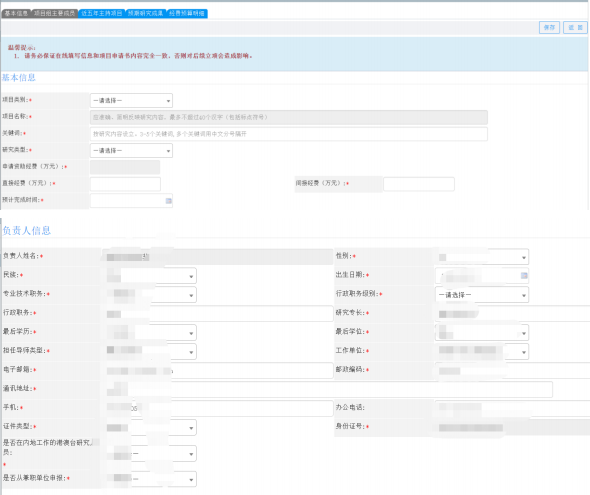 基本信息 项目组主要成员 近五年主持项目 预期研究成果 经费预算明细
保存 返回
温馨提示:
1. 请务必保证在线填写信息和项目申请书内容完全一致,否则对后续立项会造成影响。
基本信息
项目类别:* —请选择—
项目名称:* 应准确、简明反映研究内容,最多不超过40个汉字(包括标点符号)
关键词:* 按研究内容设立。3-5个关键词,多个关键词用中文分号隔开
研究类型:* —请选择—
申请资助经费(万元):*
直接经费(万元):* 间接经费(万元):*
预计完成时间:*
负责人信息
负责人姓名:* 性别:*
民族:* 出生日期:*
专业技术职务:* 行政职务级别:* —请选择—
行政职务:* 研究专长:*
最后学历:* 最后学位:*
担任导师类型:* 工作单位:*
电子邮箱:* 邮政编码:*
通讯地址:*
手机:* 办公电话:
证件类型:* 身份证号:*
是否在内地工作的港澳台研究人
员:
*
是否从兼职单位申报:*